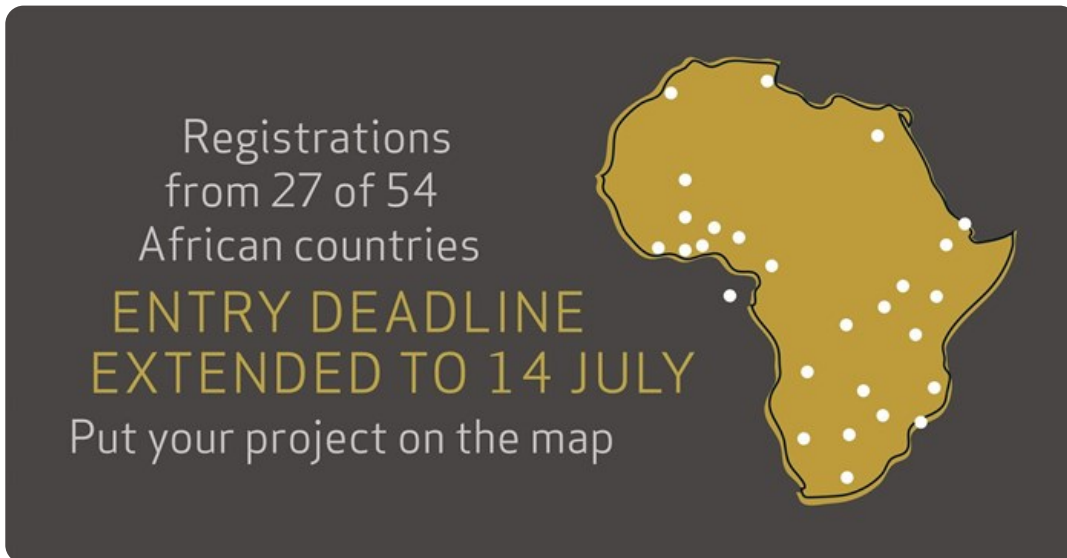 Registrations
from 27 of 54
African countries
ENTRY DEADLINE
EXTENDED TO 14 JULY
Put your project on the map